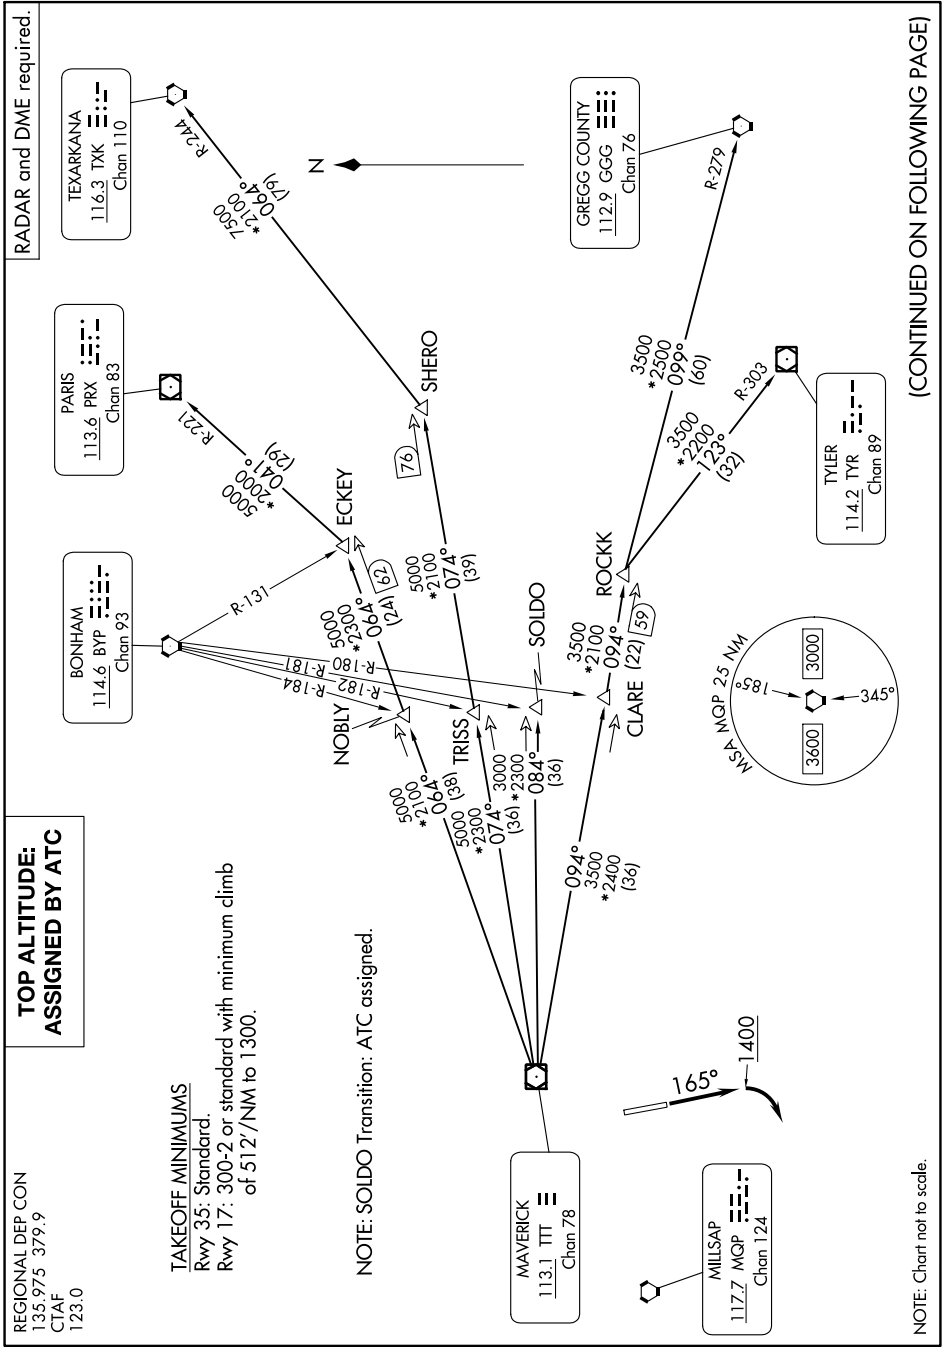 RADAR and DME required.
REGIONAL DEP CON
135.975 379.9
CTAF
123.0
TOP ALTITUDE:
ASSIGNED BY ATC
TAKEOFF MINIMUMS
Rwy 35: Standard.
Rwy 17: 300-2 or standard with minimum climb
of 512'/NM to 1300.
NOTE: SOLDO Transition: ATC assigned.
BONHAM
114.6 BYP
Chan 93
PARIS
113.6 PRX
Chan 83
TEXARKANA
116.3 TXK
Chan 110
R-131
R-181
R-180
R-184
R-182
R-221
5000
*2000
041°
(29)
R-244
7500
*2100
064°
(79)
N
ECKEY
62
5000
*2300
064°
(24)
NOBLY
5000
*2100
064°
(38)
SHERO
76
5000
*2100
074°
(39)
TRISS
5000
*2300
074°
(36)
SOLDO
3000
*2300
084°
(36)
CLARE
094°
3500
*2400
(36)
ROCKK
59
3500
*2100
094°
(22)
3500
*2500
099°
(60)
R-279
3500
*2200
123°
(32)
R-303
GREGG COUNTY
112.9 GGG
Chan 76
TYLER
114.2 TYR
Chan 89
MAVERICK
113.1 TTT
Chan 78
MILLSAP
117.7 MQP
Chan 124
165°
1400
MSA MQP 25 NM
185°
345°
3600
3000
NOTE: Chart not to scale.
(CONTINUED ON FOLLOWING PAGE)